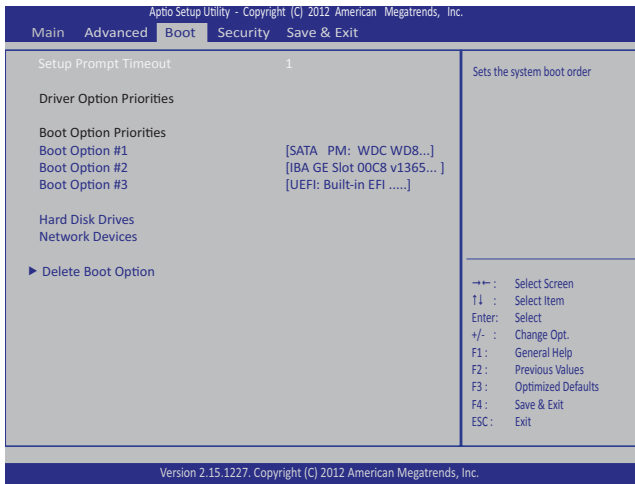 Aptio Setup Utility - Copyright (C) 2012 American Megatrends, Inc.
Main Advanced Boot Security Save & Exit
Setup Prompt Timeout 1
Sets the system boot order
Driver Option Priorities
Boot Option Priorities
Boot Option #1 [SATA PM: WDC WD8...]
Boot Option #2 [IBA GE Slot 00C8 v1365... ]
Boot Option #3 [UEFI: Built-in EFI .....]
Hard Disk Drives
Network Devices
▶ Delete Boot Option
→← : Select Screen
↑↓ : Select Item
Enter: Select
+/- : Change Opt.
F1 : General Help
F2 : Previous Values
F3 : Optimized Defaults
F4 : Save & Exit
ESC : Exit
Version 2.15.1227. Copyright (C) 2012 American Megatrends, Inc.